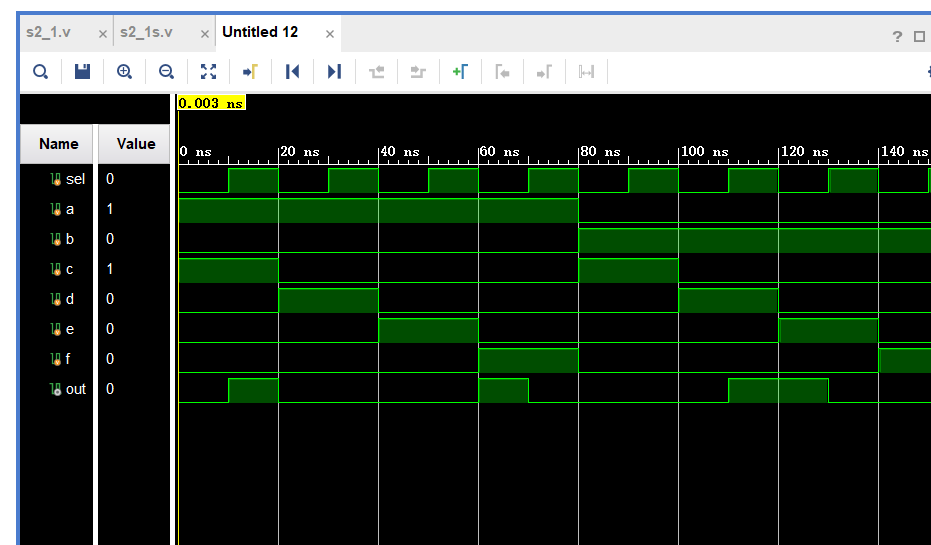 s2_1.v × s2_1s.v × Untitled 12 × ?
0.003 ns
Name Value 0 ns 20 ns 40 ns 60 ns 80 ns 100 ns 120 ns 140 ns
sel 0
a 1
b 0
c 1
d 0
e 0
f 0
out 0